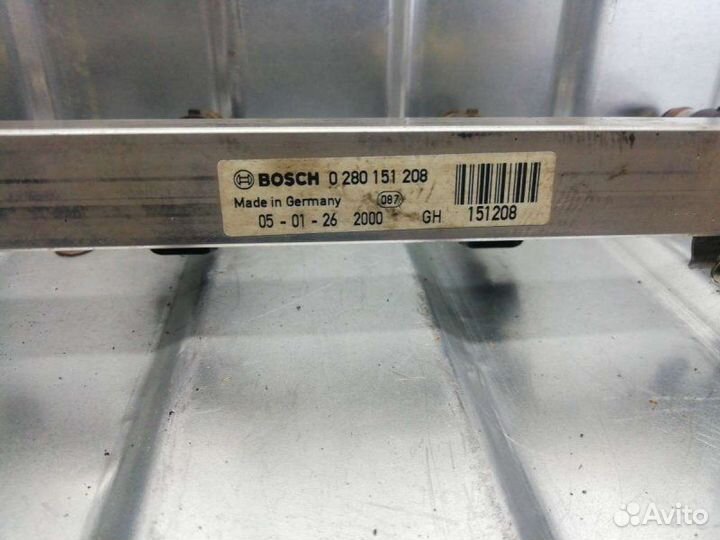 BOSCH 0 280 151 208
Made in Germany 087
05 - 01 - 26 2000 GH 151208
Avito